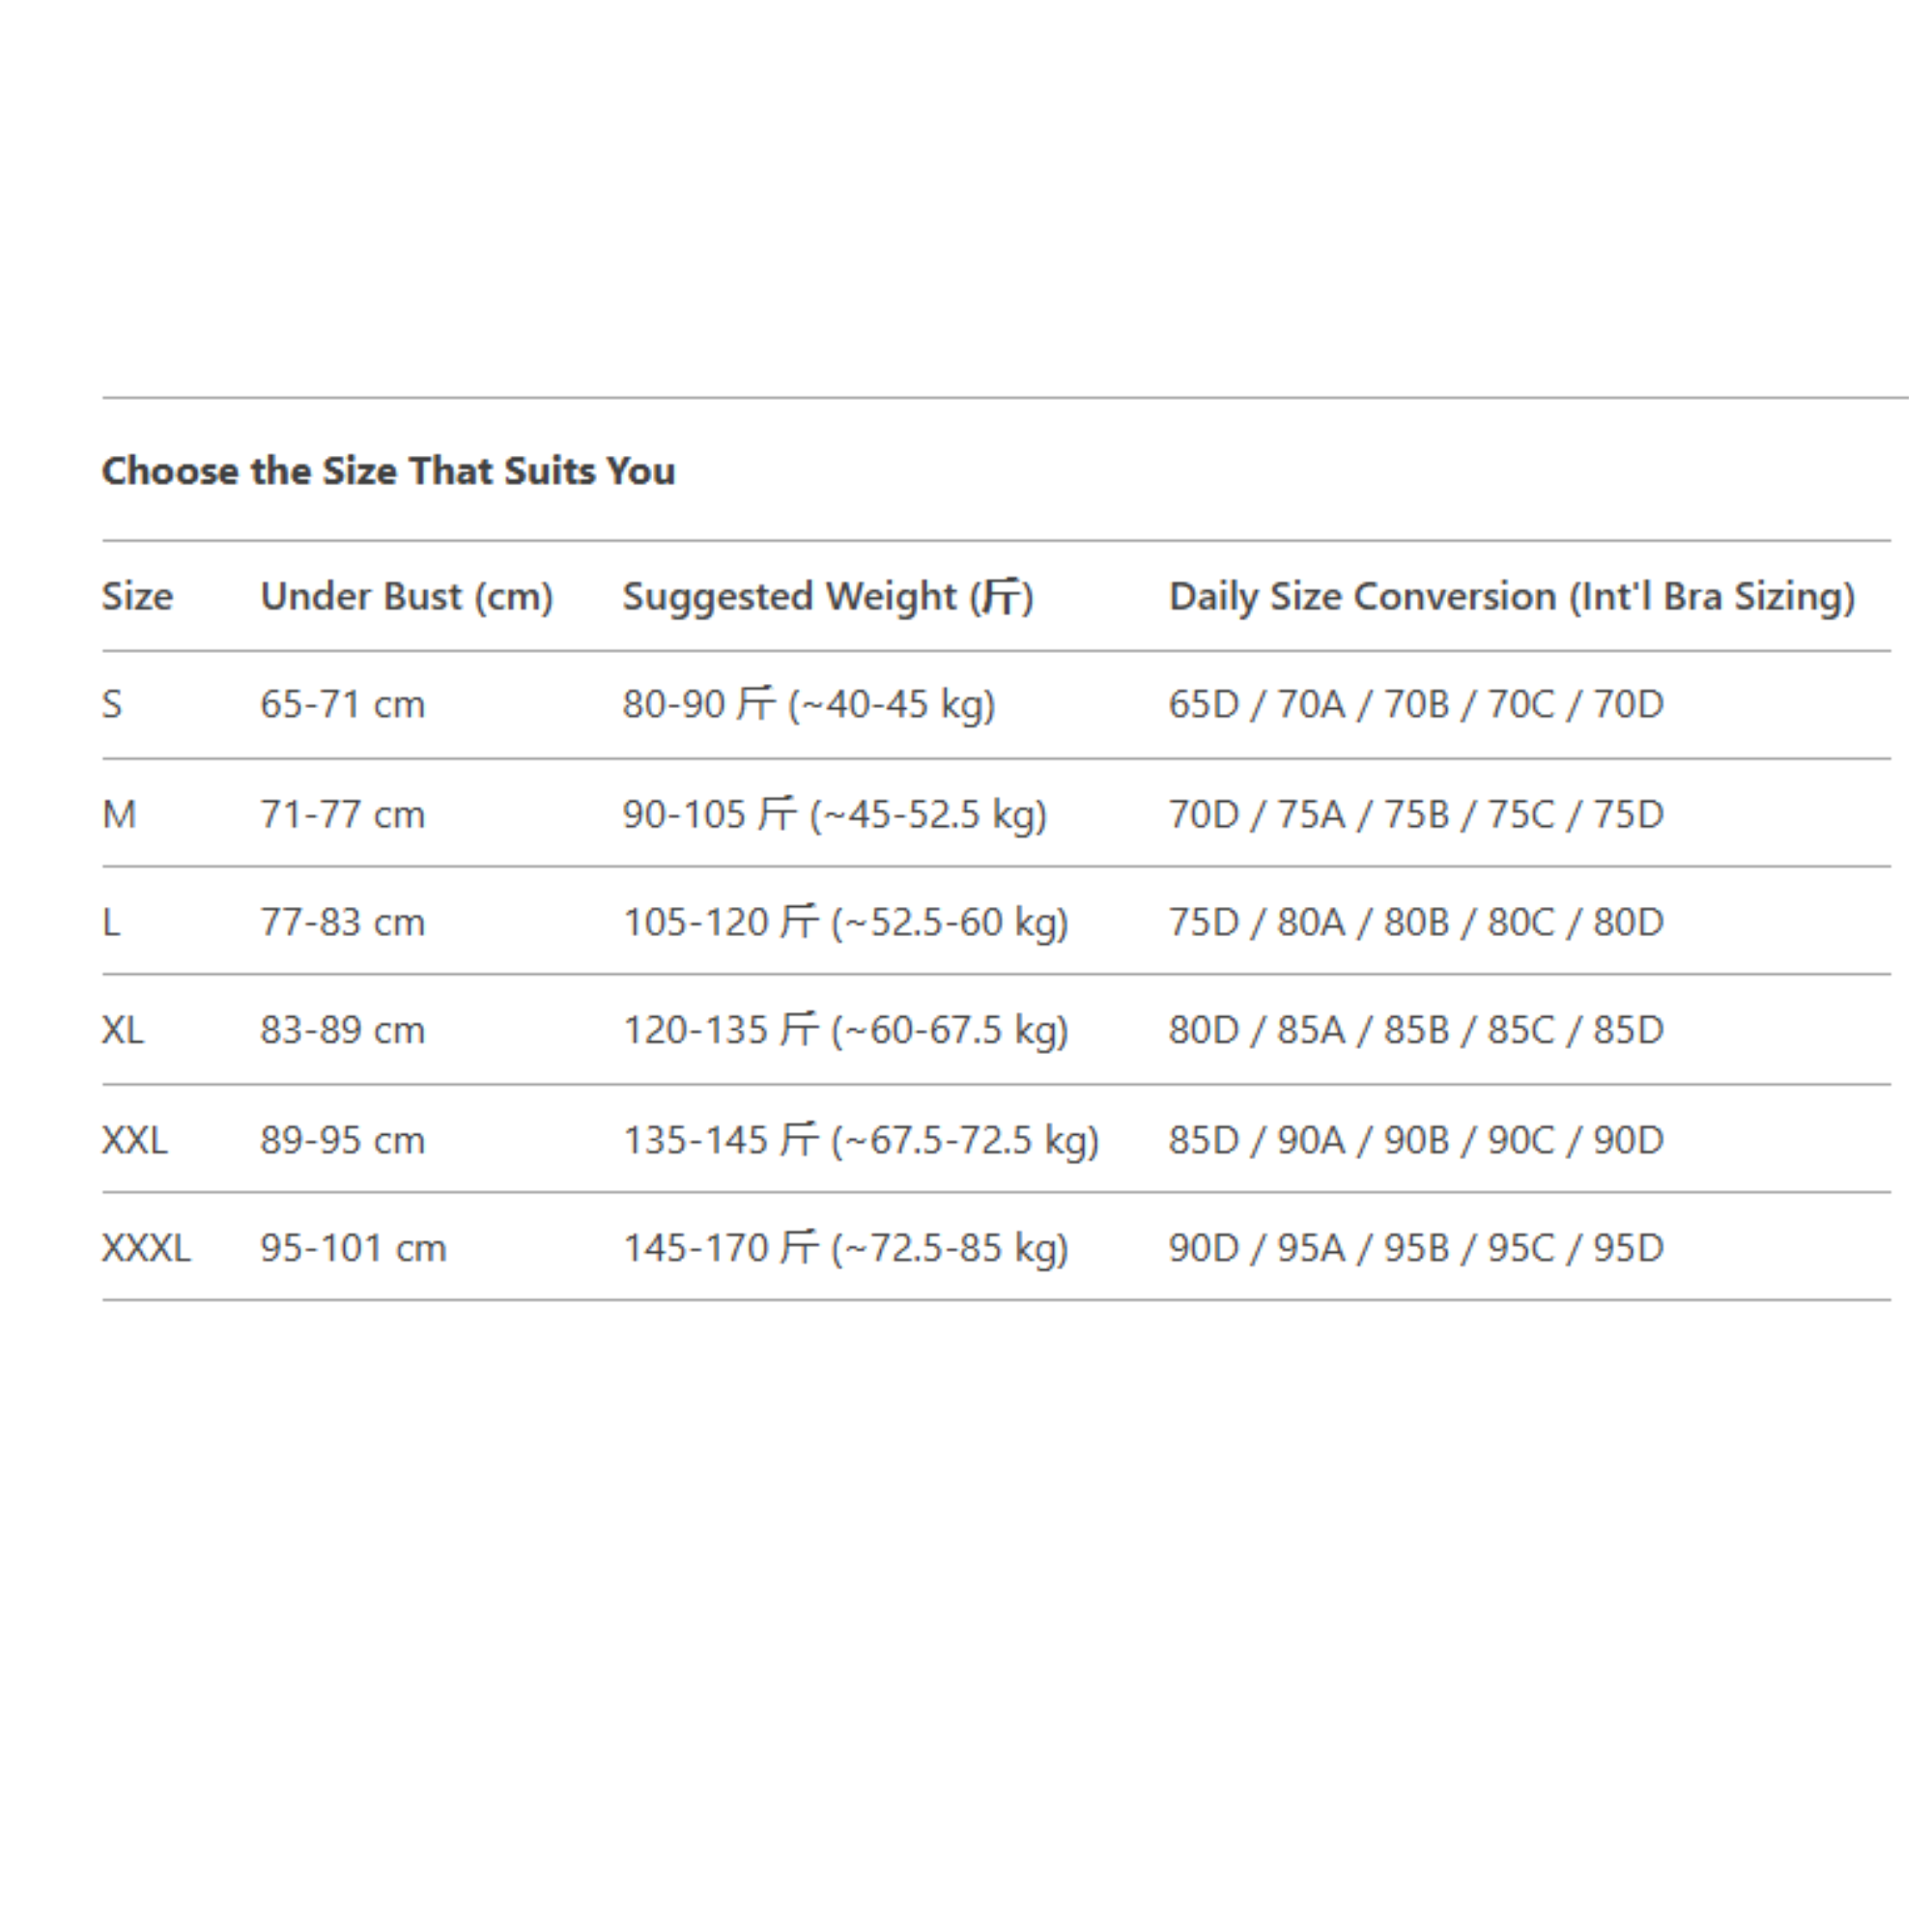 Choose the Size That Suits You
Size Under Bust (cm) Suggested Weight (斤) Daily Size Conversion (Int'l Bra Sizing)
S 65-71 cm 80-90 斤 (~40-45 kg) 65D / 70A / 70B / 70C / 70D
M 71-77 cm 90-105 斤 (~45-52.5 kg) 70D / 75A / 75B / 75C / 75D
L 77-83 cm 105-120 斤 (~52.5-60 kg) 75D / 80A / 80B / 80C / 80D
XL 83-89 cm 120-135 斤 (~60-67.5 kg) 80D / 85A / 85B / 85C / 85D
XXL 89-95 cm 135-145 斤 (~67.5-72.5 kg) 85D / 90A / 90B / 90C / 90D
XXXL 95-101 cm 145-170 斤 (~72.5-85 kg) 90D / 95A / 95B / 95C / 95D